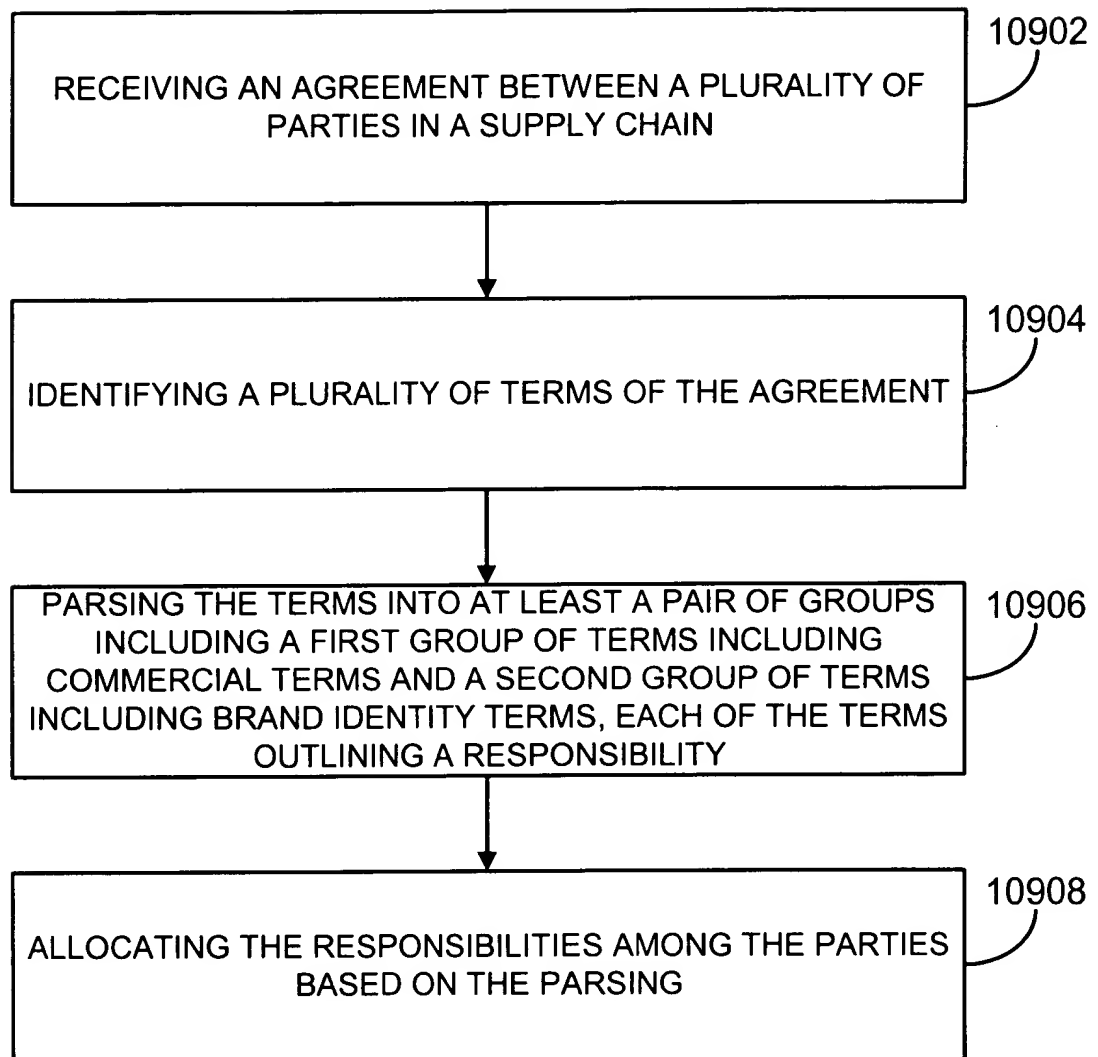 10902
RECEIVING AN AGREEMENT BETWEEN A PLURALITY OF
PARTIES IN A SUPPLY CHAIN
10904
IDENTIFYING A PLURALITY OF TERMS OF THE AGREEMENT
10906
PARSING THE TERMS INTO AT LEAST A PAIR OF GROUPS
INCLUDING A FIRST GROUP OF TERMS INCLUDING
COMMERCIAL TERMS AND A SECOND GROUP OF TERMS
INCLUDING BRAND IDENTITY TERMS, EACH OF THE TERMS
OUTLINING A RESPONSIBILITY
10908
ALLOCATING THE RESPONSIBILITIES AMONG THE PARTIES
BASED ON THE PARSING